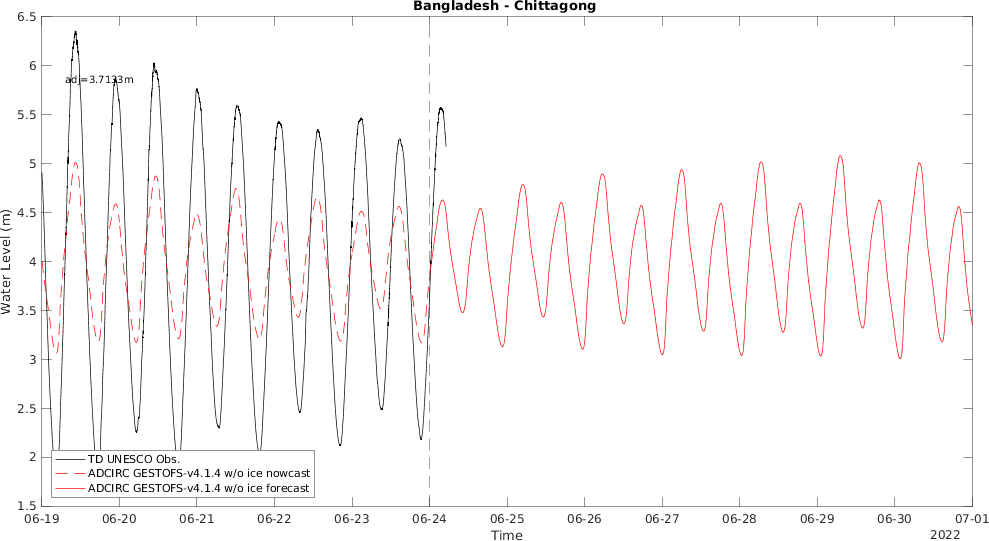 Bangladesh - Chittagong
6.5
6
5.5
5
4.5
4
3.5
3
2.5
2
1.5
Water Level (m)
adj=3.7133m
TD UNESCO Obs.
ADCIRC GESTOFS-v4.1.4 w/o ice nowcast
ADCIRC GESTOFS-v4.1.4 w/o ice forecast
06-19 06-20 06-21 06-22 06-23 06-24 06-25 06-26 06-27 06-28 06-29 06-30 07-01
Time
2022